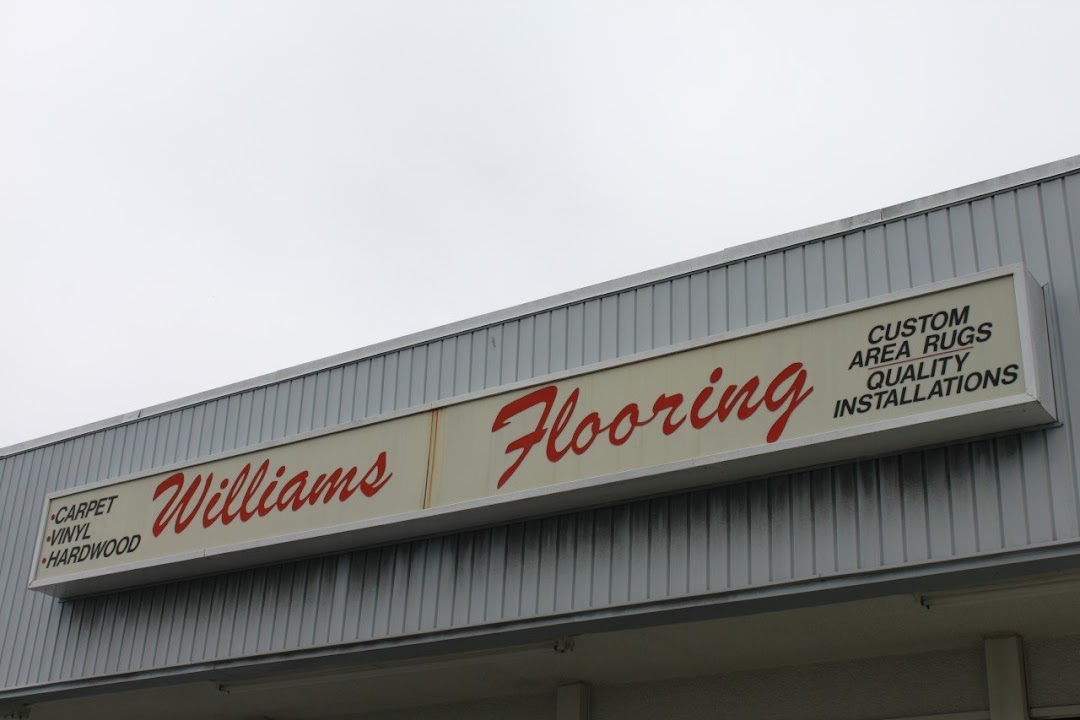 •CARPET
•VINYL
•HARDWOOD
Williams Flooring
CUSTOM
AREA RUGS
QUALITY
INSTALLATIONS